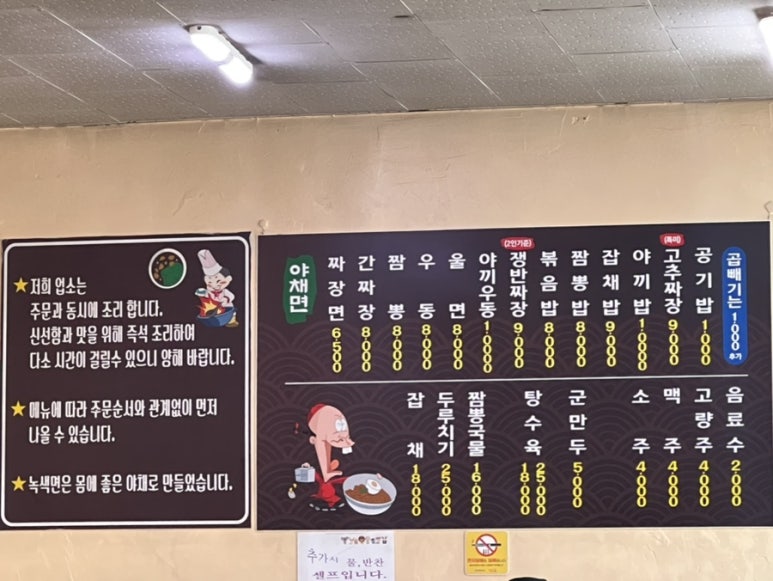 저희 업소는
주문과 동시에 조리 합니다.
신선함과 맛을 위해 즉석 조리하여
다소 시간이 걸릴수 있으니 양해 바랍니다.
메뉴에 따라 주문순서와 관계없이 먼저
나올 수 있습니다.
녹색면은 몸에 좋은 야채로 만들었습니다.
야채면
짜장면 6500
간짜장 8000
짬뽕 8000
우동 8000
울면 8000
야끼우동 10000
(2인기준)
쟁반짜장 9000
볶음밥 8000
짬뽕밥 8000
잡채밥 9000
야끼밥 10000
(특미)
고추짜장 9000
공기밥 1000
곱빼기는 1000 추가
잡채 18000
두루치기 25000
짬뽕국물 16000
탕수육 25000 18000
군만두 5000
소주 4000
맥주 4000
고량주 4000
음료수 2000
추가시 물,반찬
셀프입니다.